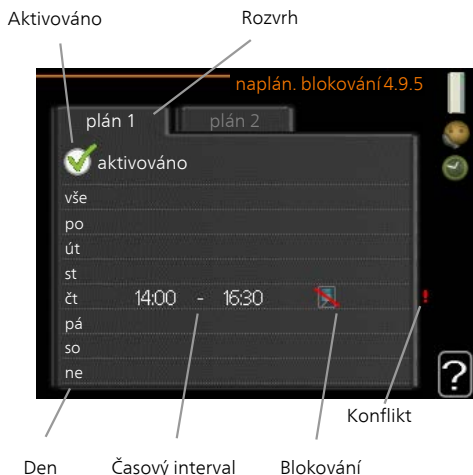 Aktivováno Rozvrh
naplán. blokování 4.9.5
plán 1 plán 2
aktivováno
vše
po
út
st
čt 14:00 - 16:30 !
pá
so
ne
?
Konflikt
Den Časový interval Blokování